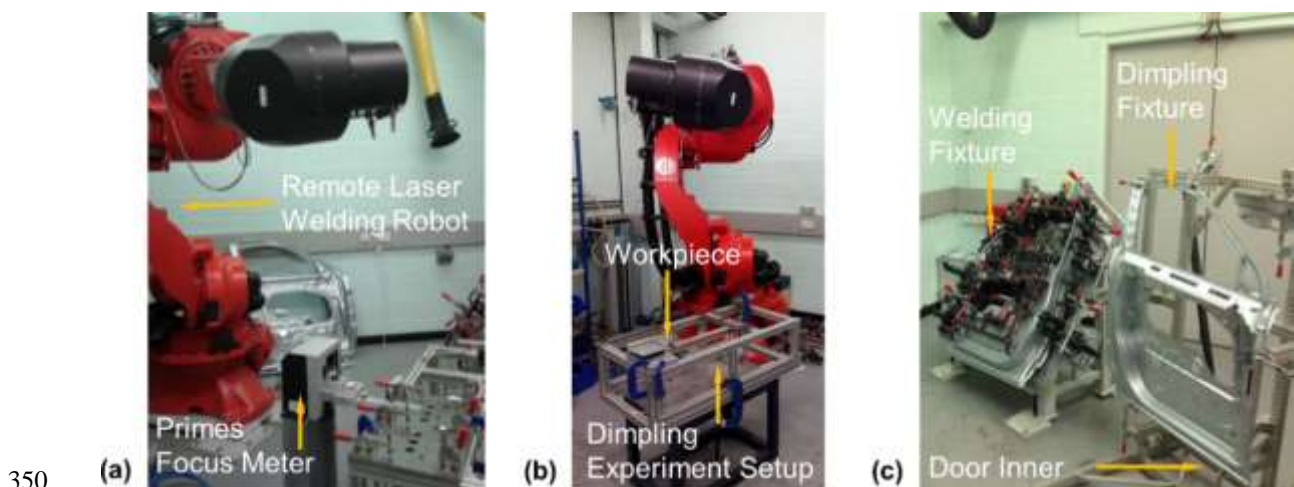 Remote Laser
Welding Robot
Primes
Focus Meter
(a)
Workpiece
Dimpling
Experiment Setup
(b)
Dimpling
Fixture
Welding
Fixture
Door Inner
(c)
350